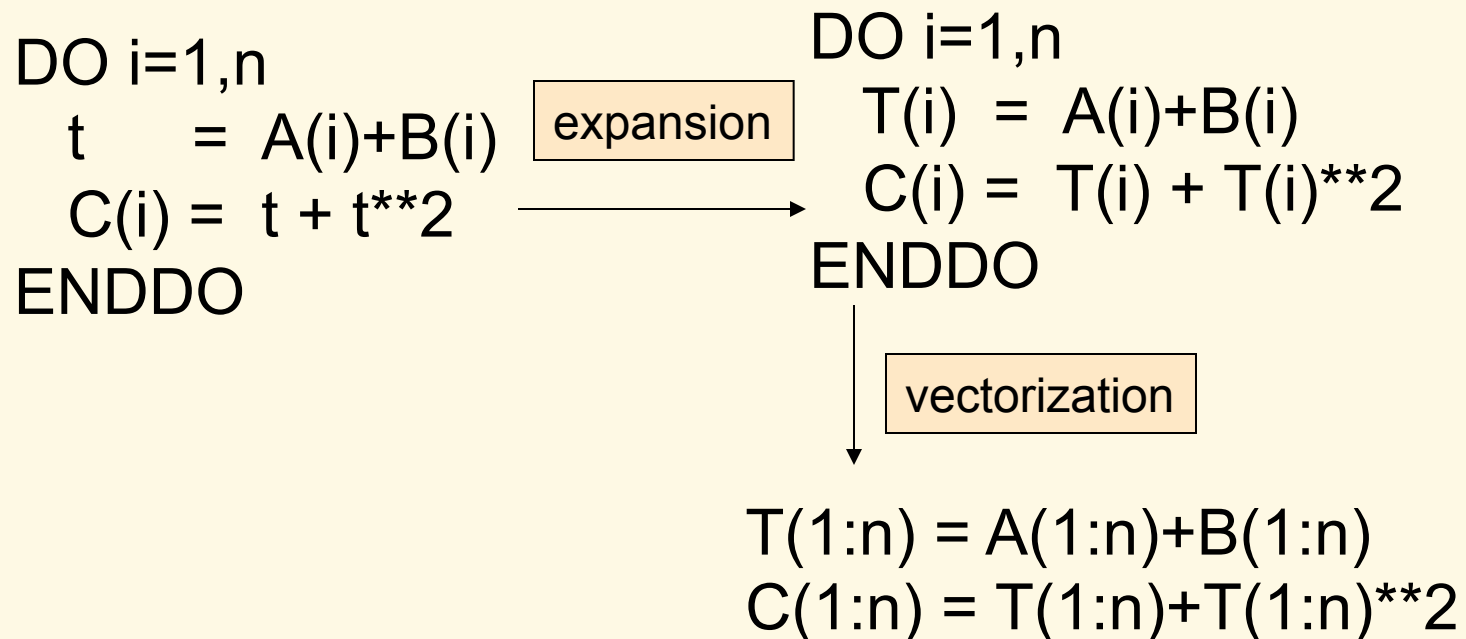 DO i=1,n
t = A(i)+B(i)
C(i) = t + t**2
ENDDO
expansion
DO i=1,n
T(i) = A(i)+B(i)
C(i) = T(i) + T(i)**2
ENDDO
vectorization
T(1:n) = A(1:n)+B(1:n)
C(1:n) = T(1:n)+T(1:n)**2